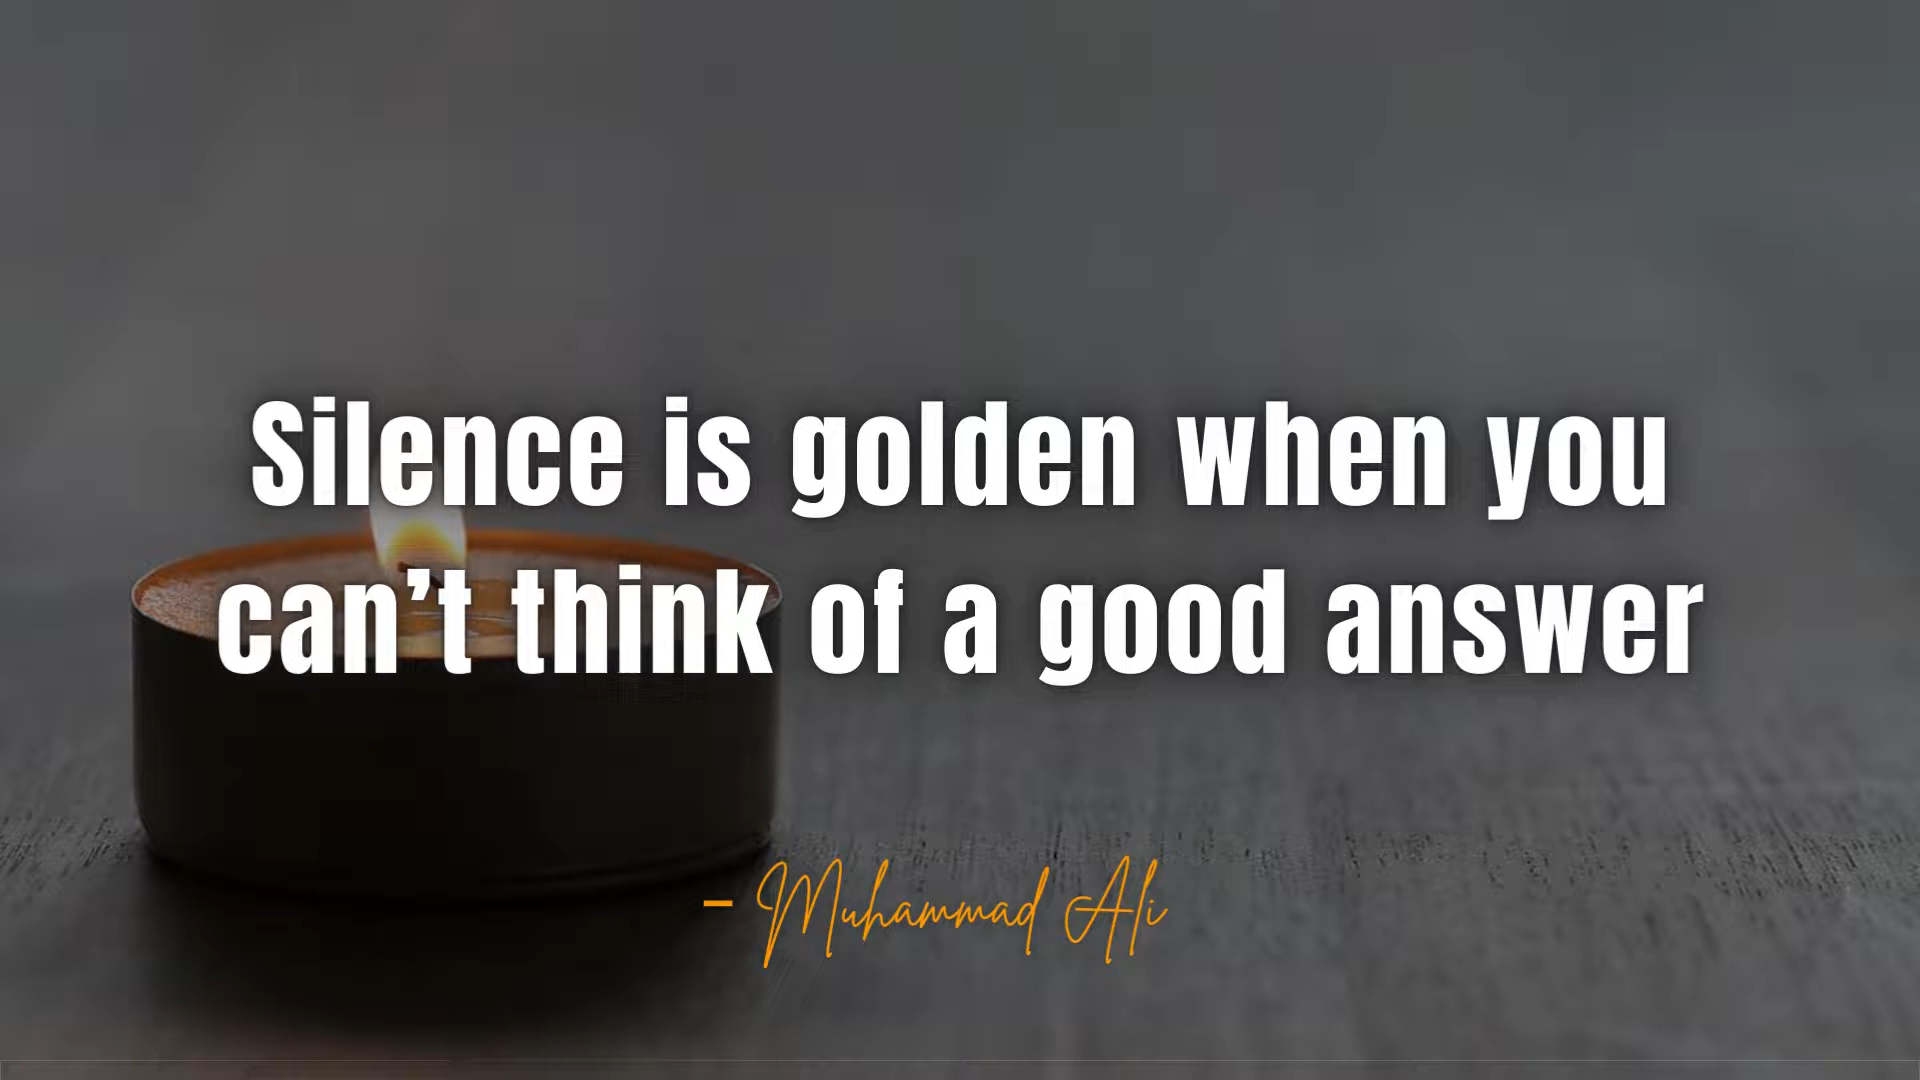 Silence is golden when you
can’t think of a good answer
– Muhammad Ali